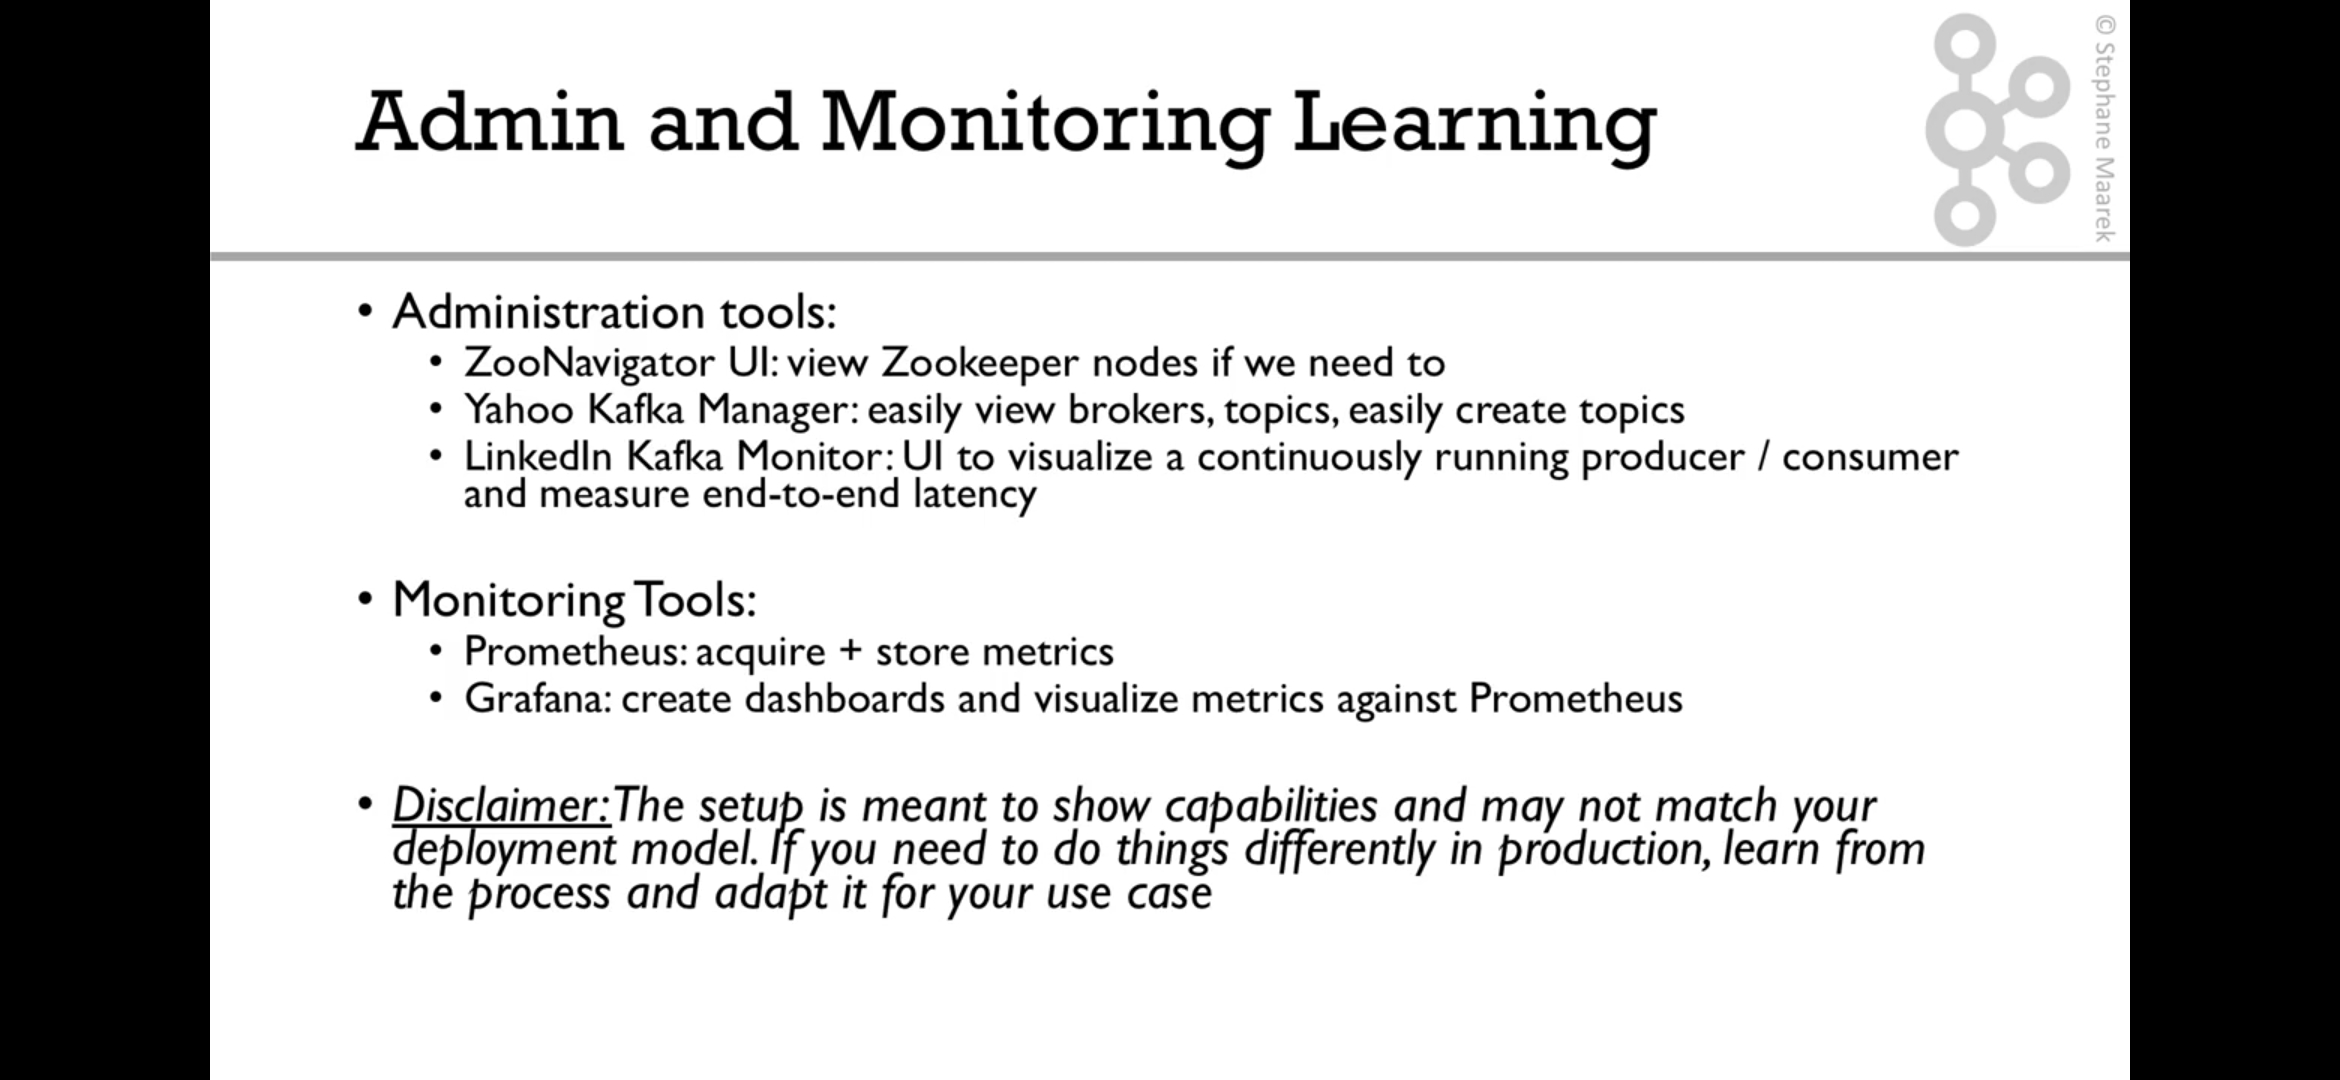 Admin and Monitoring Learning
© Stephane Maarek
• Administration tools:
• ZooNavigator UI: view Zookeeper nodes if we need to
• Yahoo Kafka Manager: easily view brokers, topics, easily create topics
• LinkedIn Kafka Monitor: UI to visualize a continuously running producer / consumer
and measure end-to-end latency
• Monitoring Tools:
• Prometheus: acquire + store metrics
• Grafana: create dashboards and visualize metrics against Prometheus
• Disclaimer: The setup is meant to show capabilities and may not match your
deployment model. If you need to do things differently in production, learn from
the process and adapt it for your use case